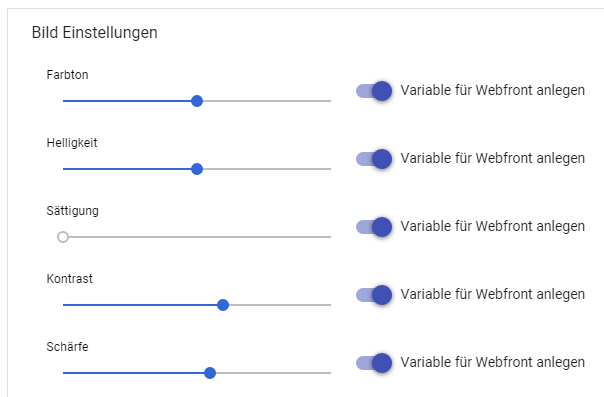 Bild Einstellungen
Farbton
Variable für Webfront anlegen
Helligkeit
Variable für Webfront anlegen
Sättigung
Variable für Webfront anlegen
Kontrast
Variable für Webfront anlegen
Schärfe
Variable für Webfront anlegen